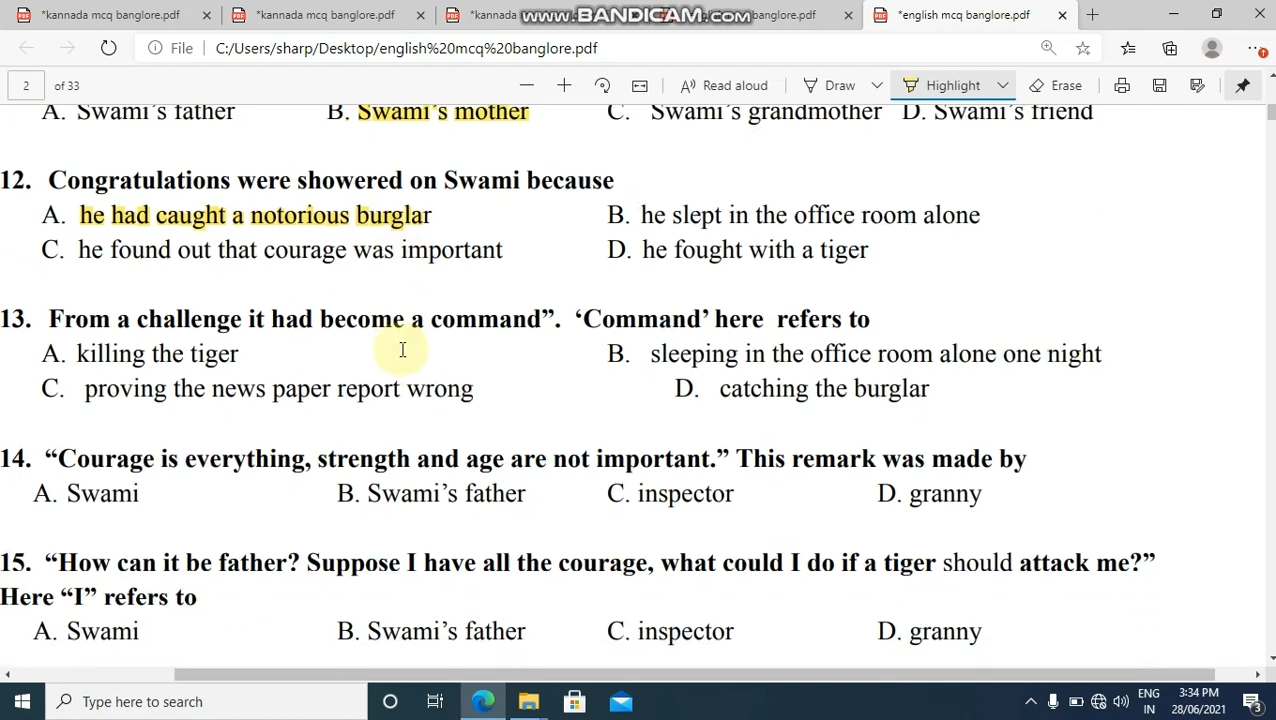 *kannada mcq banglore.pdf
*kannada mcq banglore.pdf
*kannada
www.BANDICAM.com
banglore.pdf
*english mcq banglore.pdf
File
C:/Users/sharp/Desktop/english%20mcq%20banglore.pdf
2 of 33
Read aloud
Draw
Highlight
Erase
A. Swami's father B. Swami's mother C. Swami's grandmother D. Swami's friend
12. Congratulations were showered on Swami because
A. he had caught a notorious burglar B. he slept in the office room alone
C. he found out that courage was important D. he fought with a tiger
13. From a challenge it had become a command”. ‘Command’ here refers to
A. killing the tiger B. sleeping in the office room alone one night
C. proving the news paper report wrong D. catching the burglar
14. “Courage is everything, strength and age are not important.” This remark was made by
A. Swami B. Swami’s father C. inspector D. granny
15. “How can it be father? Suppose I have all the courage, what could I do if a tiger should attack me?”
Here “I” refers to
A. Swami B. Swami’s father C. inspector D. granny
Type here to search
ENG
IN
3:34 PM
28/06/2021
3